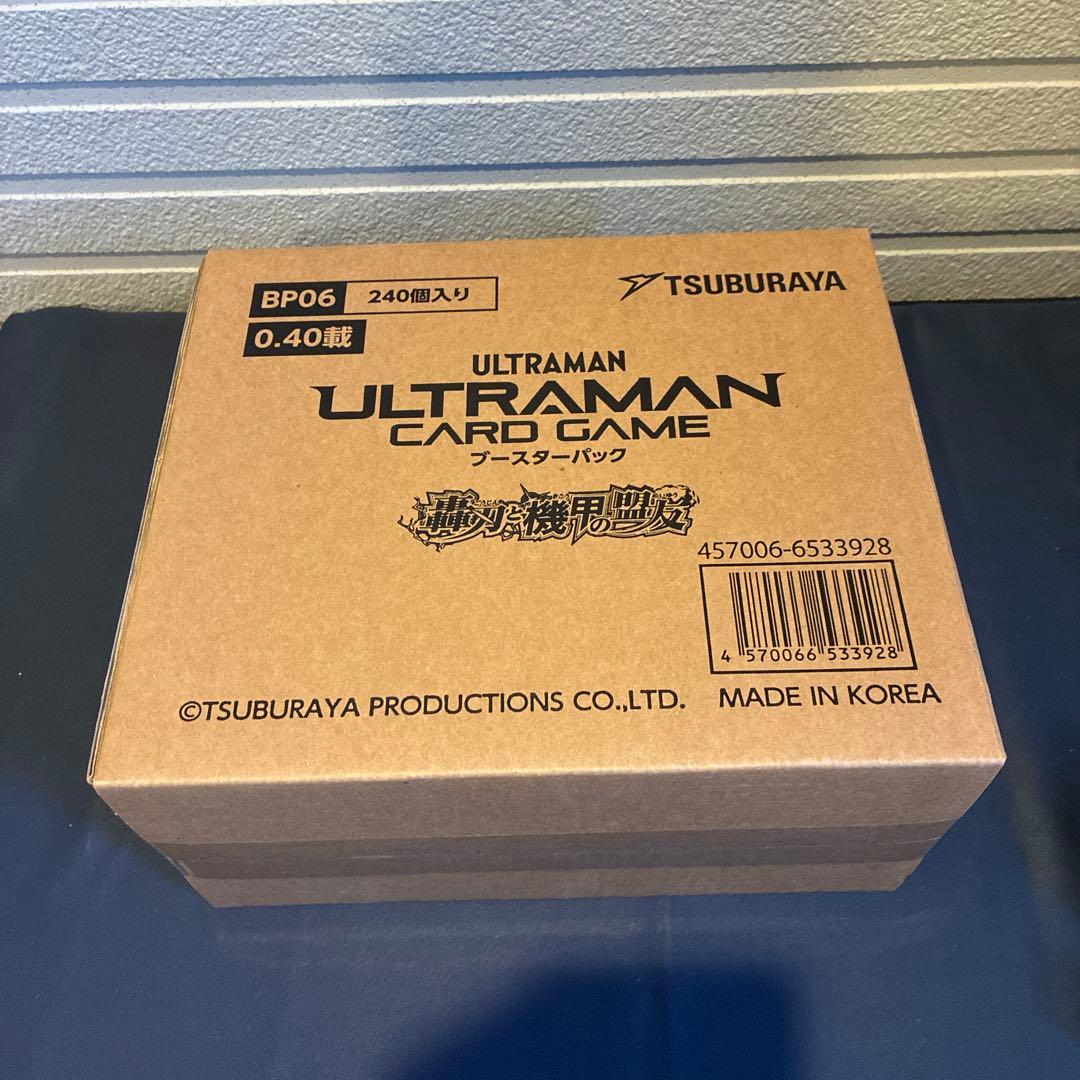 BP06 240個入り
0.40載
TSUBURAYA
ULTRAMAN
ULTRAMAN
CARD GAME
ブースターパック
轟刃と機甲の盟友
457006-6533928
4 570066 533928
©TSUBURAYA PRODUCTIONS CO.,LTD. MADE IN KOREA